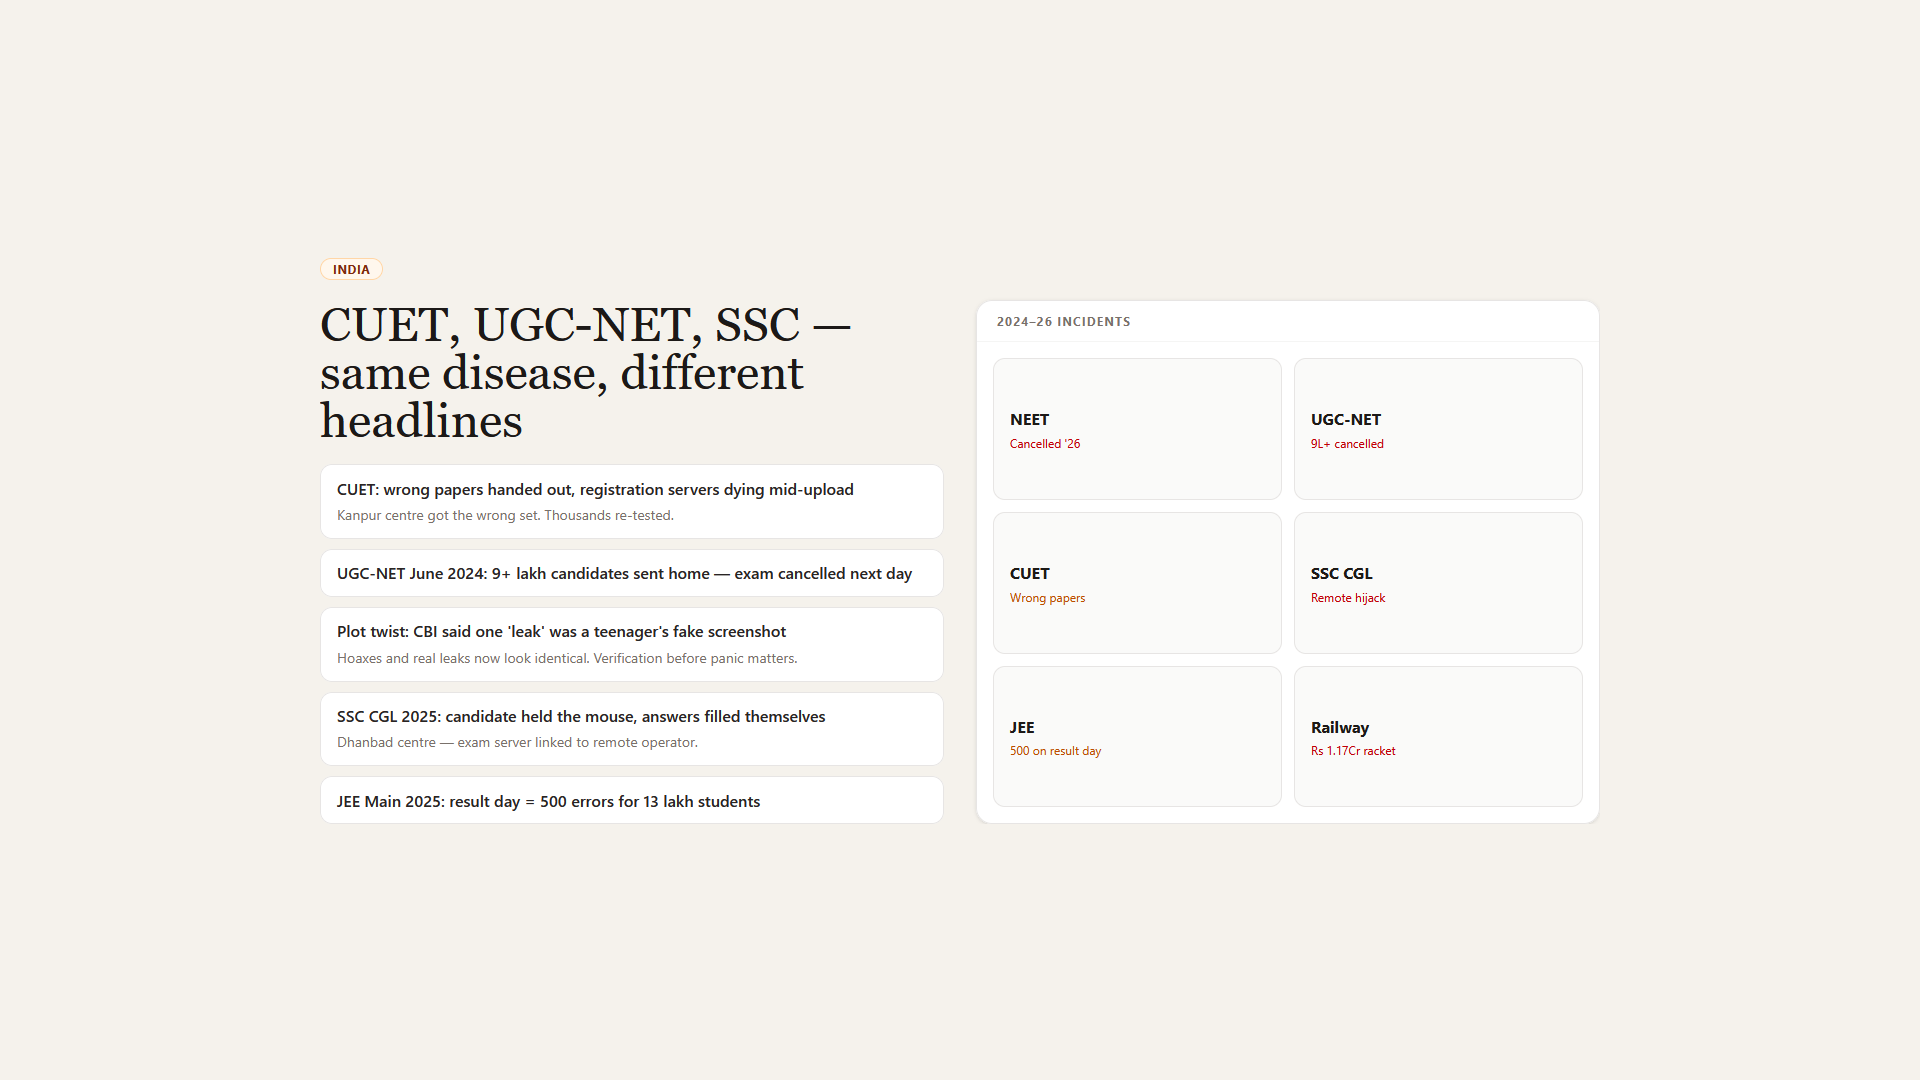 INDIA
CUET, UGC-NET, SSC —
same disease, different
headlines
CUET: wrong papers handed out, registration servers dying mid-upload
Kanpur centre got the wrong set. Thousands re-tested.
UGC-NET June 2024: 9+ lakh candidates sent home — exam cancelled next day
Plot twist: CBI said one 'leak' was a teenager's fake screenshot
Hoaxes and real leaks now look identical. Verification before panic matters.
SSC CGL 2025: candidate held the mouse, answers filled themselves
Dhanbad centre — exam server linked to remote operator.
JEE Main 2025: result day = 500 errors for 13 lakh students
2024–26 INCIDENTS
NEET
Cancelled '26
UGC-NET
9L+ cancelled
CUET
Wrong papers
SSC CGL
Remote hijack
JEE
500 on result day
Railway
Rs 1.17Cr racket